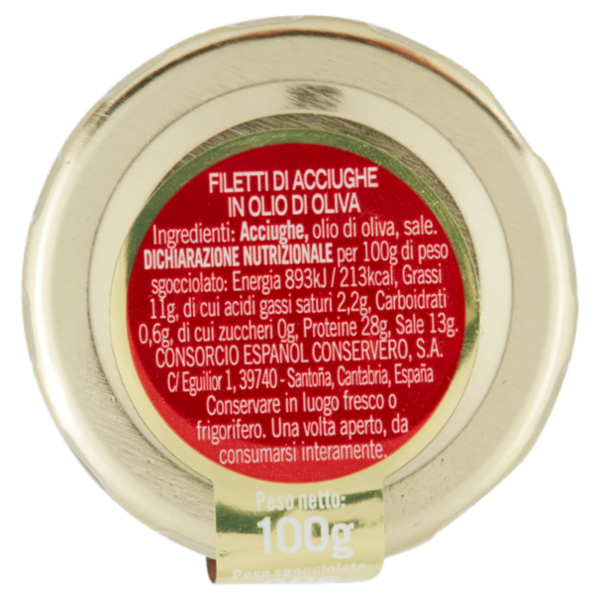 FILETTI DI ACCIUGHE
IN OLIO DI OLIVA
Ingredienti: Acciughe, olio di oliva, sale.
DICHIARAZIONE NUTRIZIONALE per 100g di peso
sgocciolato: Energia 893kJ / 213kcal, Grassi
11g, di cui acidi gassi saturi 2,2g, Carboidrati
0,6g, di cui zuccheri 0g, Proteine 28g, Sale 13g.
CONSORCIO ESPAÑOL CONSERVERO, S.A.
C/ Eguilior 1, 39740 - Santoña, Cantabria, España
Conservare in luogo fresco o
frigorifero. Una volta aperto, da
consumarsi interamente.
Peso netto:
100g
Peso sgocciolato